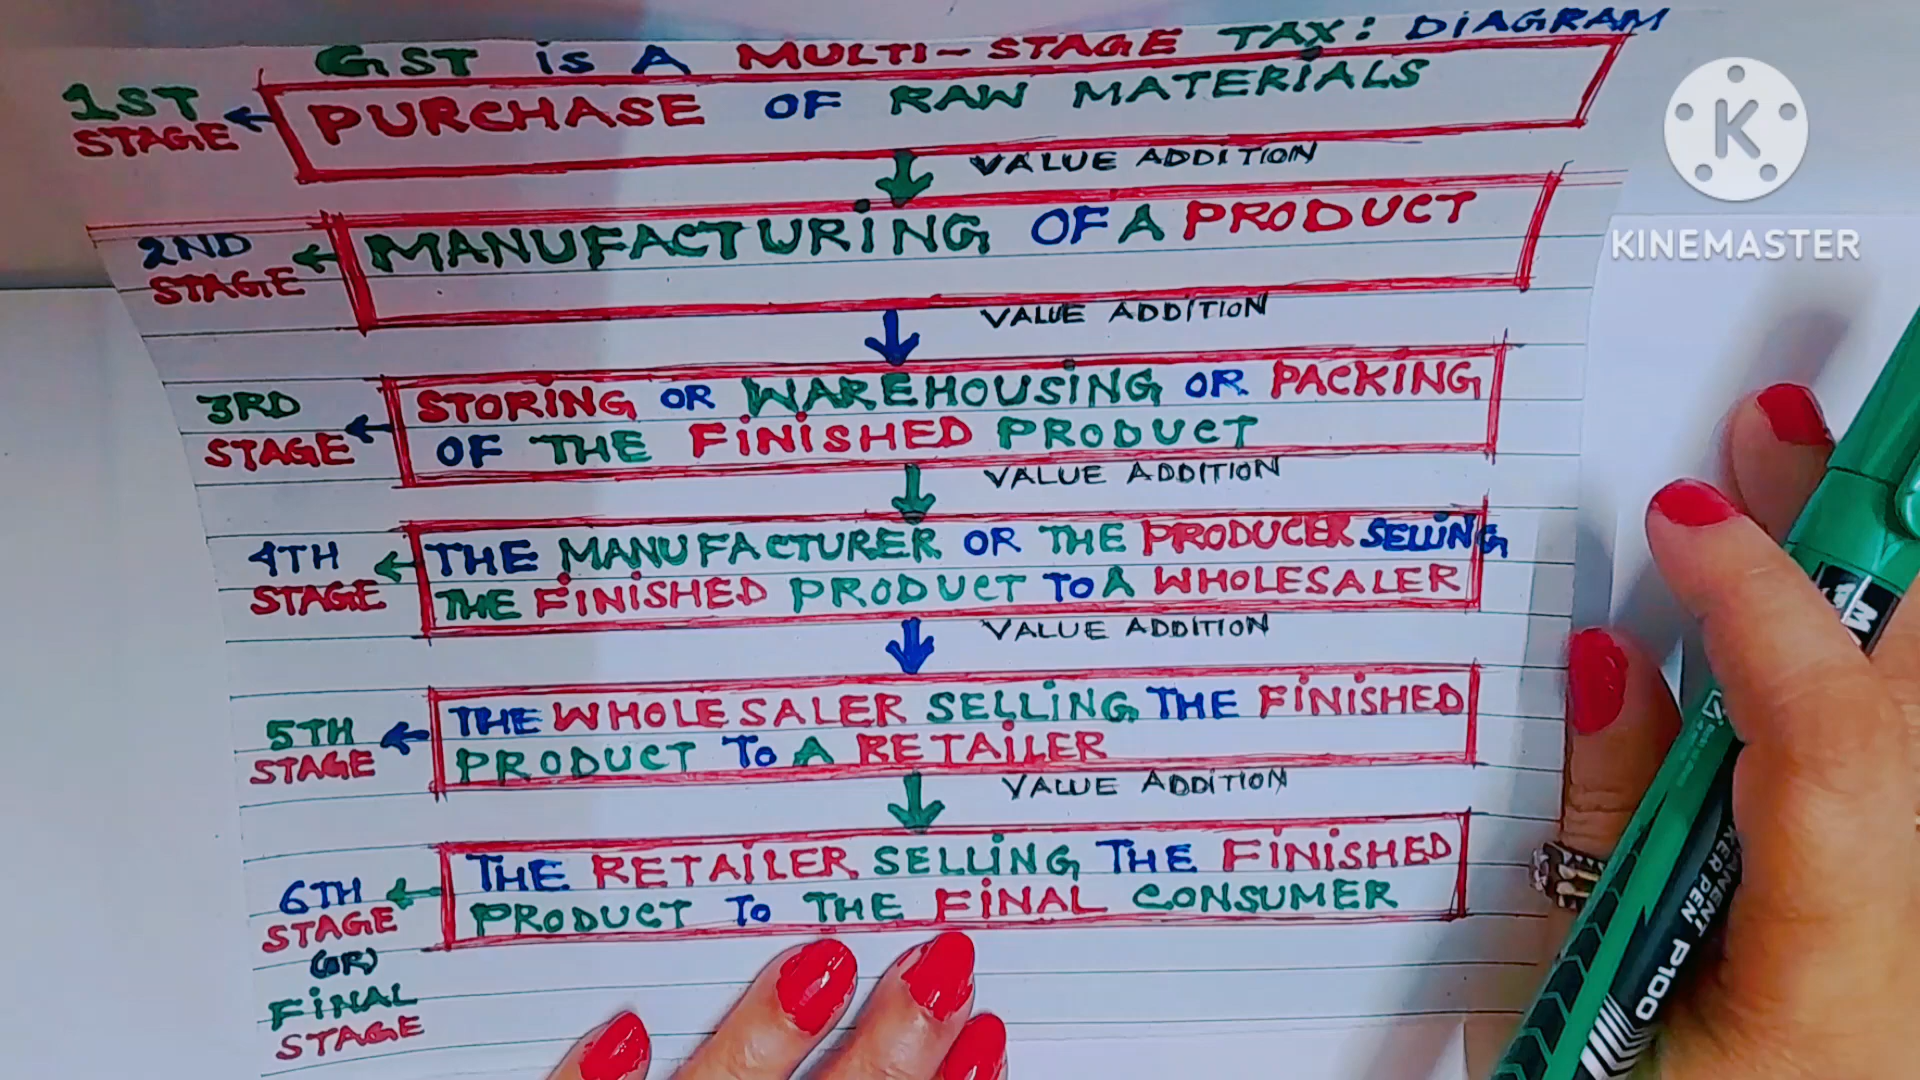 GST iS A MULTI-STAGE TAX: DiAGRAM
1ST STAGE
PURCHASE OF RAW MATERIALS
VALUE ADDITION
2ND STAGE
MANUFACTURiNG OF A PRODUCT
VALUE ADDITION
3RD STAGE
STORiNG OR WAREHOUSiNG OR PACKiNG
OF THE FiNiSHED PRODUCT
VALUE ADDITION
4TH STAGE
THE MANUFACTURER OR THE PRODUCER SELLiNG
THE FiNiSHED PRODUCT TO A WHOLESALER
VALUE ADDITION
5TH STAGE
THE WHOLESALER SELLiNG THE FiNiSHED
PRODUCT TO A RETAiLER
VALUE ADDITION
6TH STAGE
(OR)
FiNAL
STAGE
THE RETAiLER SELLiNG THE FiNiSHED
PRODUCT TO THE FiNAL CONSUMER
K
KINEMASTER
P100